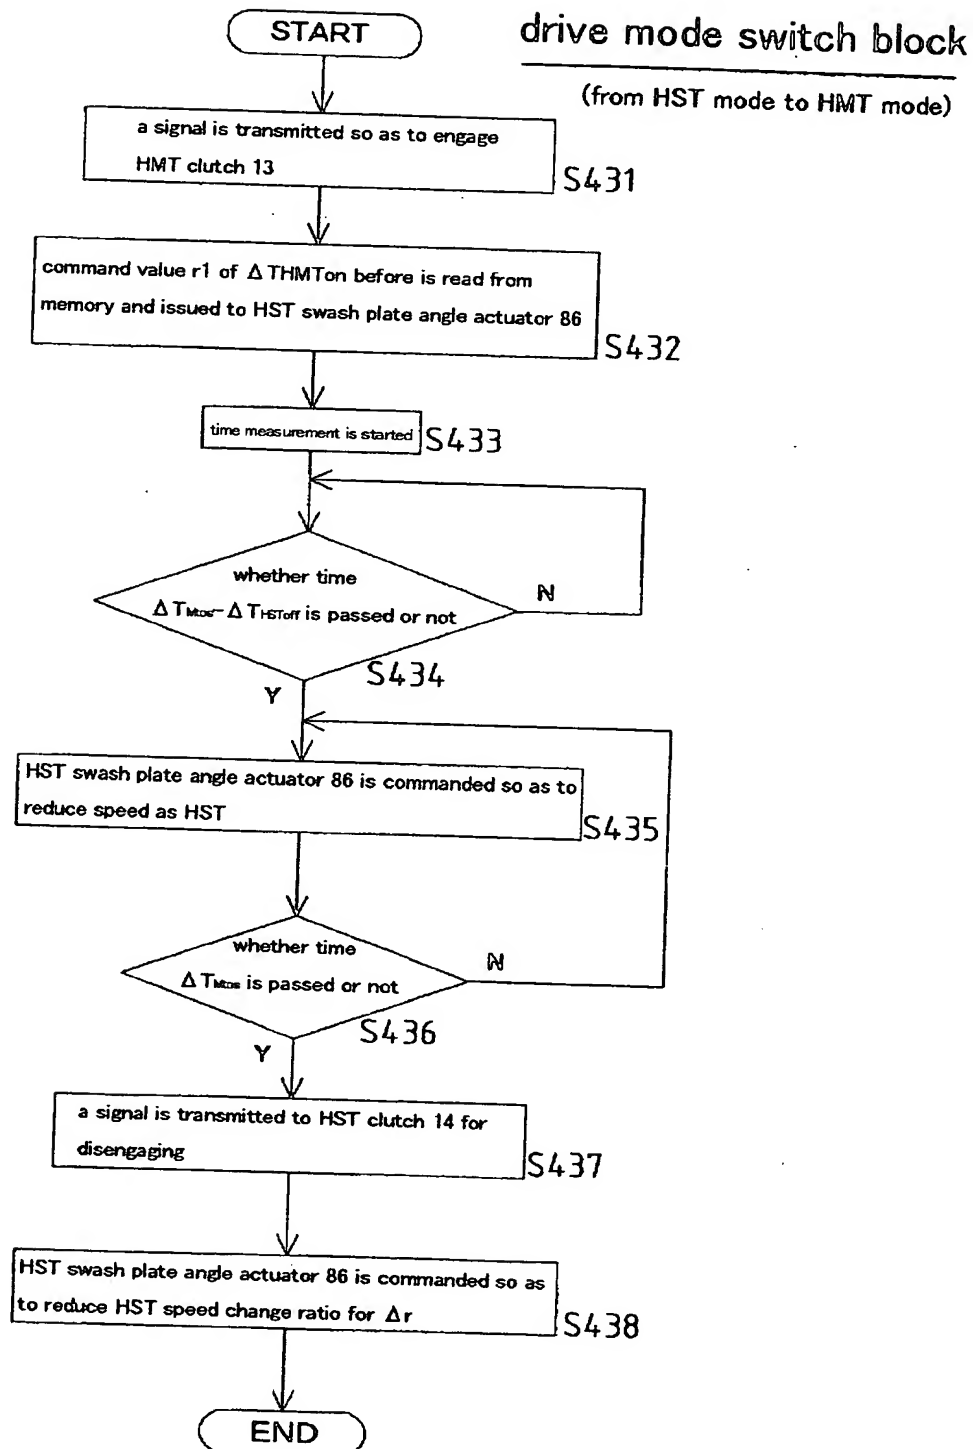 START
drive mode switch block
(from HST mode to HMT mode)
a signal is transmitted so as to engage
HMT clutch 13
S431
command value r1 of Δ THMTon before is read from
memory and issued to HST swash plate angle actuator 86
S432
time measurement is started
S433
whether time
Δ TMtos- Δ THSToff is passed or not
N
S434
Y
HST swash plate angle actuator 86 is commanded so as to
reduce speed as HST
S435
whether time
Δ TMtos is passed or not
N
S436
Y
a signal is transmitted to HST clutch 14 for
disengaging
S437
HST swash plate angle actuator 86 is commanded so as
to reduce HST speed change ratio for Δr
S438
END